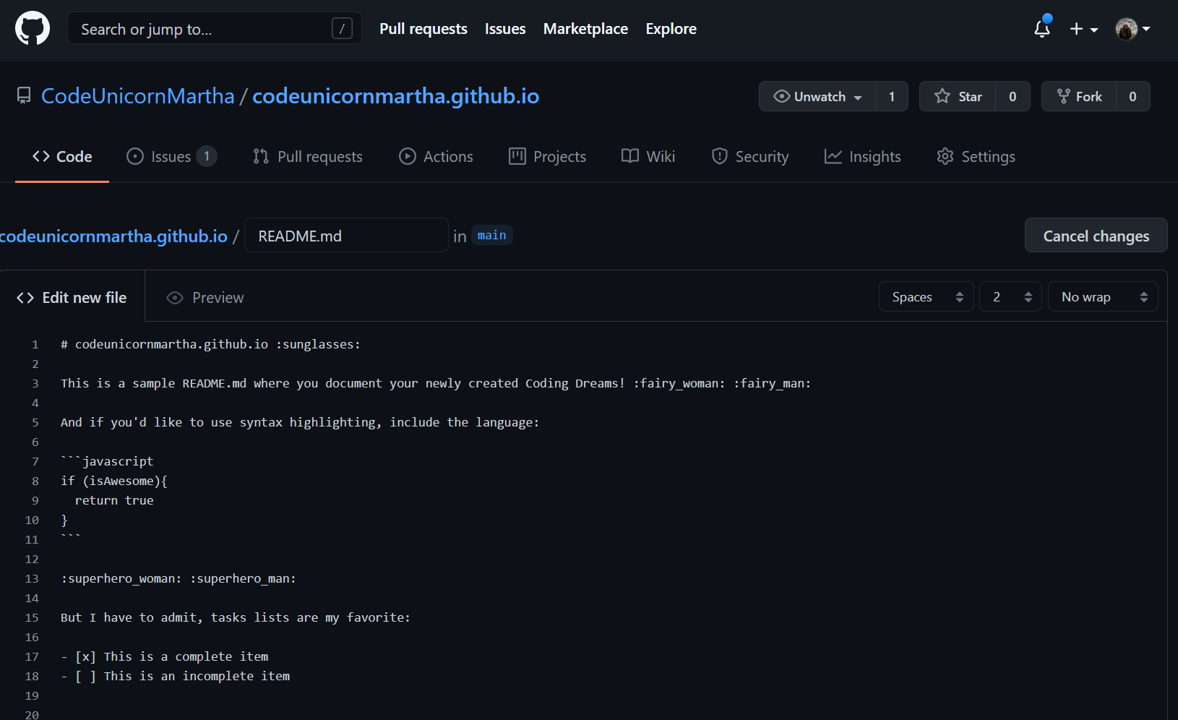 Search or jump to... / Pull requests Issues Marketplace Explore
CodeUnicornMartha / codeunicornmartha.github.io Unwatch 1 Star 0 Fork 0
Code Issues 1 Pull requests Actions Projects Wiki Security Insights Settings
codeunicornmartha.github.io / README.md in main Cancel changes
<> Edit new file Preview Spaces 2 No wrap
1 # codeunicornmartha.github.io :sunglasses:
2
3 This is a sample README.md where you document your newly created Coding Dreams! :fairy_woman: :fairy_man:
4
5 And if you'd like to use syntax highlighting, include the language:
6
7 ```javascript
8 if (isAwesome){
9   return true
10 }
11 ```
12
13 :superhero_woman: :superhero_man:
14
15 But I have to admit, tasks lists are my favorite:
16
17 - [x] This is a complete item
18 - [ ] This is an incomplete item
19
20